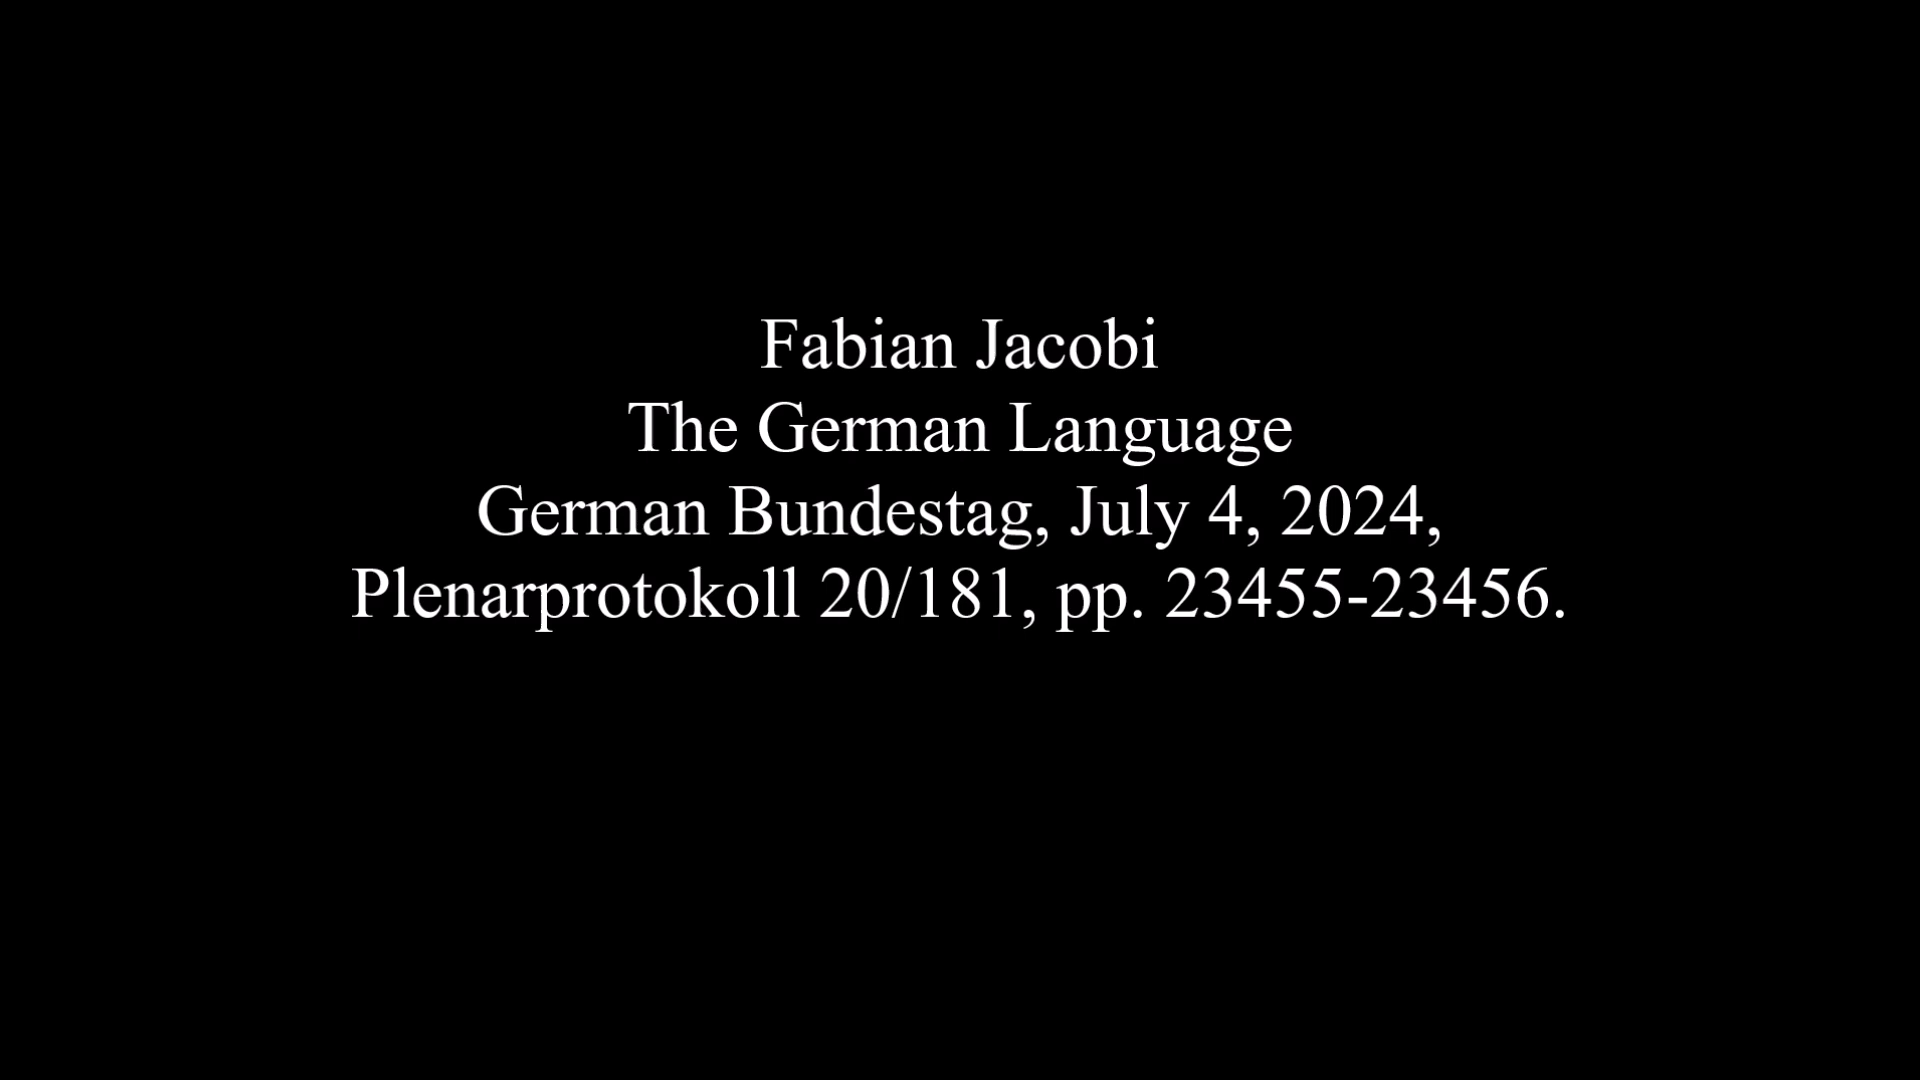 Fabian Jacobi
The German Language
German Bundestag, July 4, 2024,
Plenarprotokoll 20/181, pp. 23455-23456.